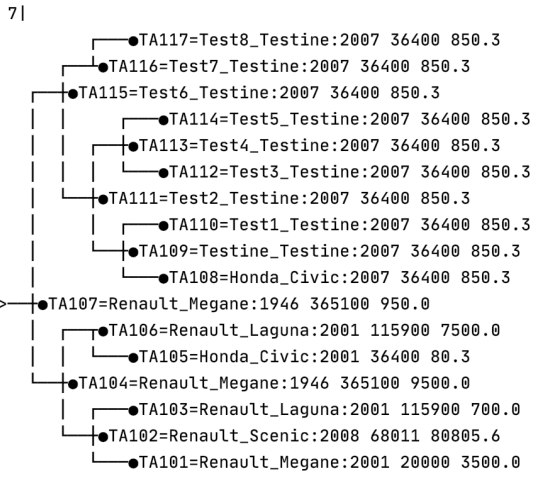 7|
TA117=Test8_Testine:2007 36400 850.3
TA116=Test7_Testine:2007 36400 850.3
TA115=Test6_Testine:2007 36400 850.3
TA114=Test5_Testine:2007 36400 850.3
TA113=Test4_Testine:2007 36400 850.3
TA112=Test3_Testine:2007 36400 850.3
TA111=Test2_Testine:2007 36400 850.3
TA110=Test1_Testine:2007 36400 850.3
TA109=Testine_Testine:2007 36400 850.3
TA108=Honda_Civic:2007 36400 850.3
TA107=Renault_Megane:1946 365100 950.0
TA106=Renault_Laguna:2001 115900 7500.0
TA105=Honda_Civic:2001 36400 80.3
TA104=Renault_Megane:1946 365100 9500.0
TA103=Renault_Laguna:2001 115900 700.0
TA102=Renault_Scenic:2008 68011 80805.6
TA101=Renault_Megane:2001 20000 3500.0